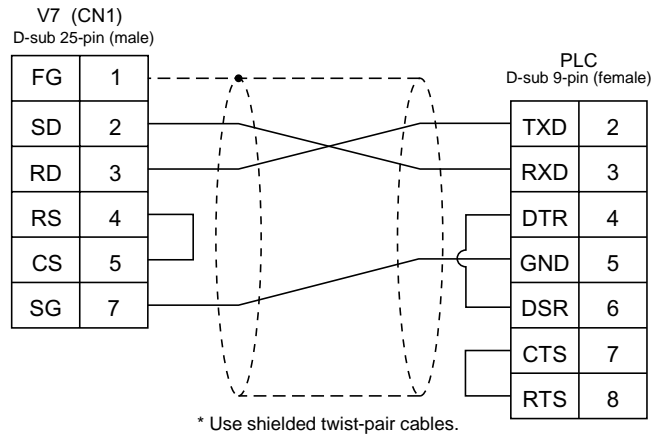 V7 (CN1)
D-sub 25-pin (male)
FG 1
SD 2
RD 3
RS 4
CS 5
SG 7
PLC
D-sub 9-pin (female)
TXD 2
RXD 3
DTR 4
GND 5
DSR 6
CTS 7
RTS 8
* Use shielded twist-pair cables.